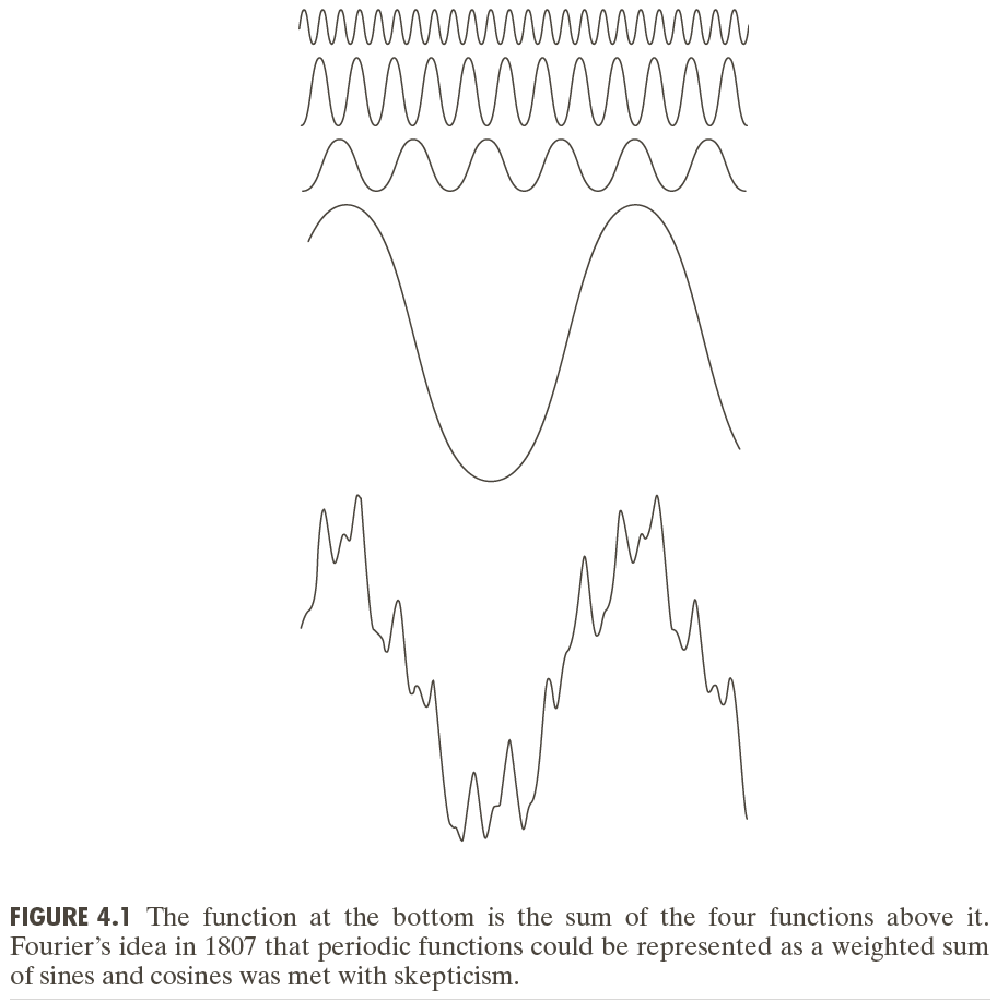 FIGURE 4.1 The function at the bottom is the sum of the four functions above it.
Fourier's idea in 1807 that periodic functions could be represented as a weighted sum
of sines and cosines was met with skepticism.